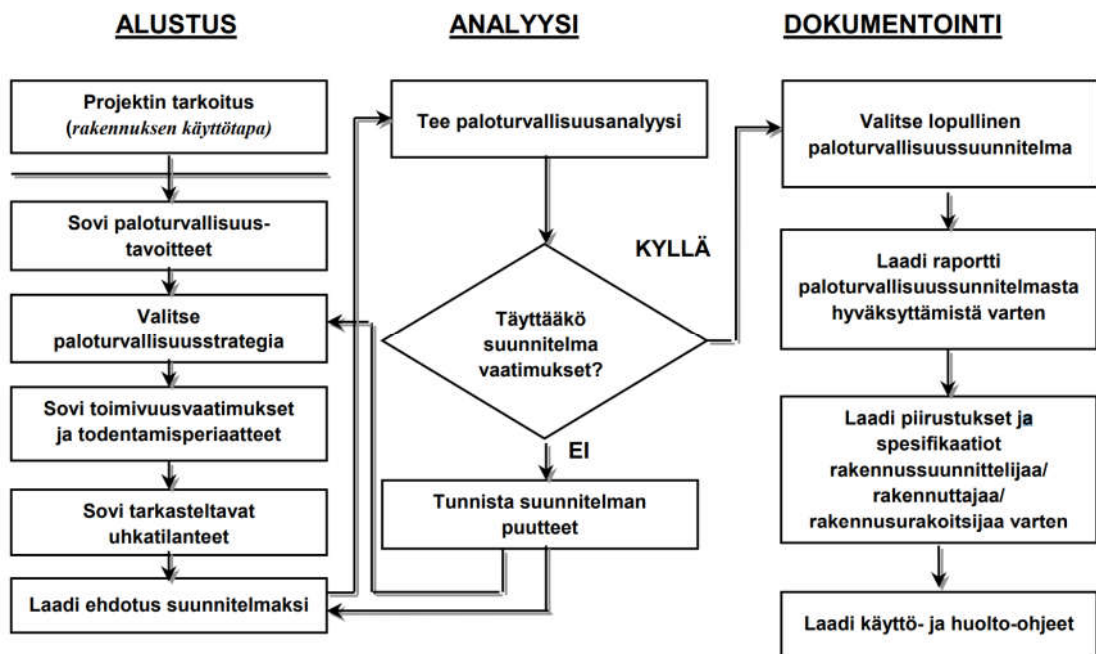 ALUSTUS
Projektin tarkoitus
(rakennuksen käyttötapa)
Sovi paloturvallisuus-
tavoitteet
Valitse
paloturvallisuusstrategia
Sovi toimivuusvaatimukset
ja todentamisperiaatteet
Sovi tarkasteltavat
uhkatilanteet
Laadi ehdotus suunnitelmaksi
ANALYYSI
Tee paloturvallisuusanalyysi
Täyttääkö
suunnitelma
vaatimukset?
KYLLÄ
EI
Tunnista suunnitelman
puutteet
DOKUMENTOINTI
Valitse lopullinen
paloturvallisuussuunnitelma
Laadi raportti
paloturvallisuussunnitelmasta
hyväksyttämistä varten
Laadi piirustukset ja
spesifikaatiot
rakennussuunnittelijaa/
rakennuttajaa/
rakennusurakoitsijaa varten
Laadi käyttö- ja huolto-ohjeet